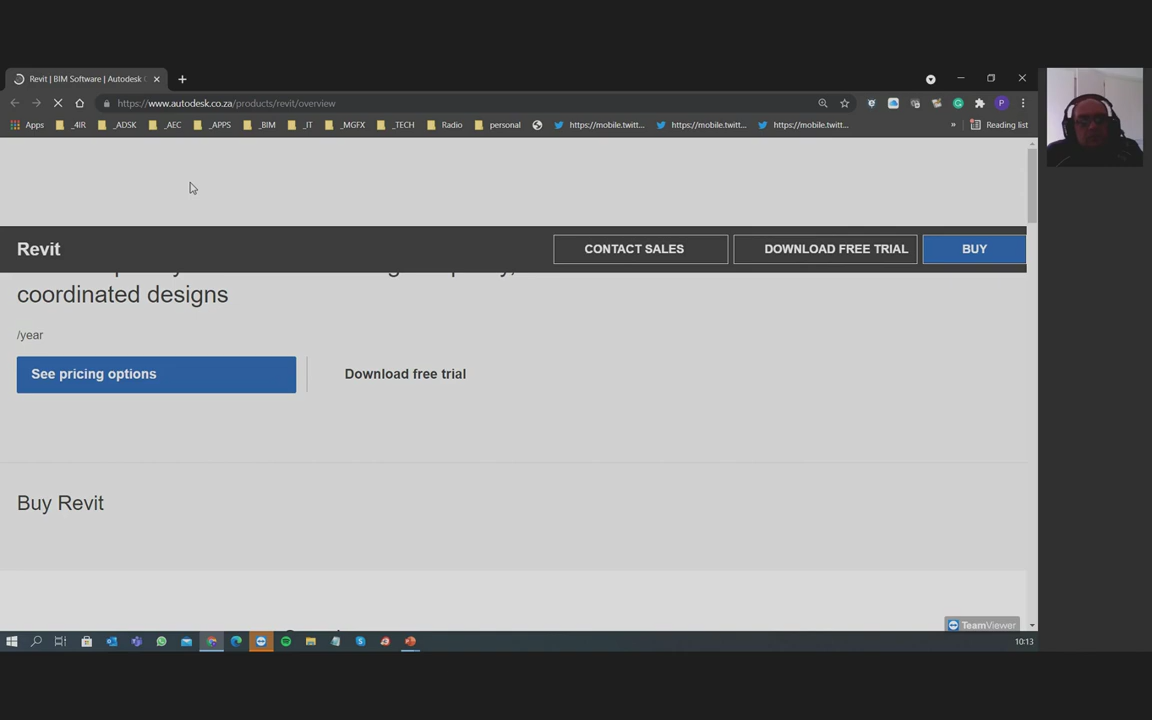 Revit | BIM Software | Autodesk
https://www.autodesk.co.za/products/revit/overview
Apps _4IR _ADSK _AEC _APPS _BIM _IT _MGFX _TECH Radio personal https://mobile.twitt... https://mobile.twitt... https://mobile.twitt... » Reading list
Revit CONTACT SALES DOWNLOAD FREE TRIAL BUY
coordinated designs
/year
See pricing options Download free trial
Buy Revit
TeamViewer
10:13